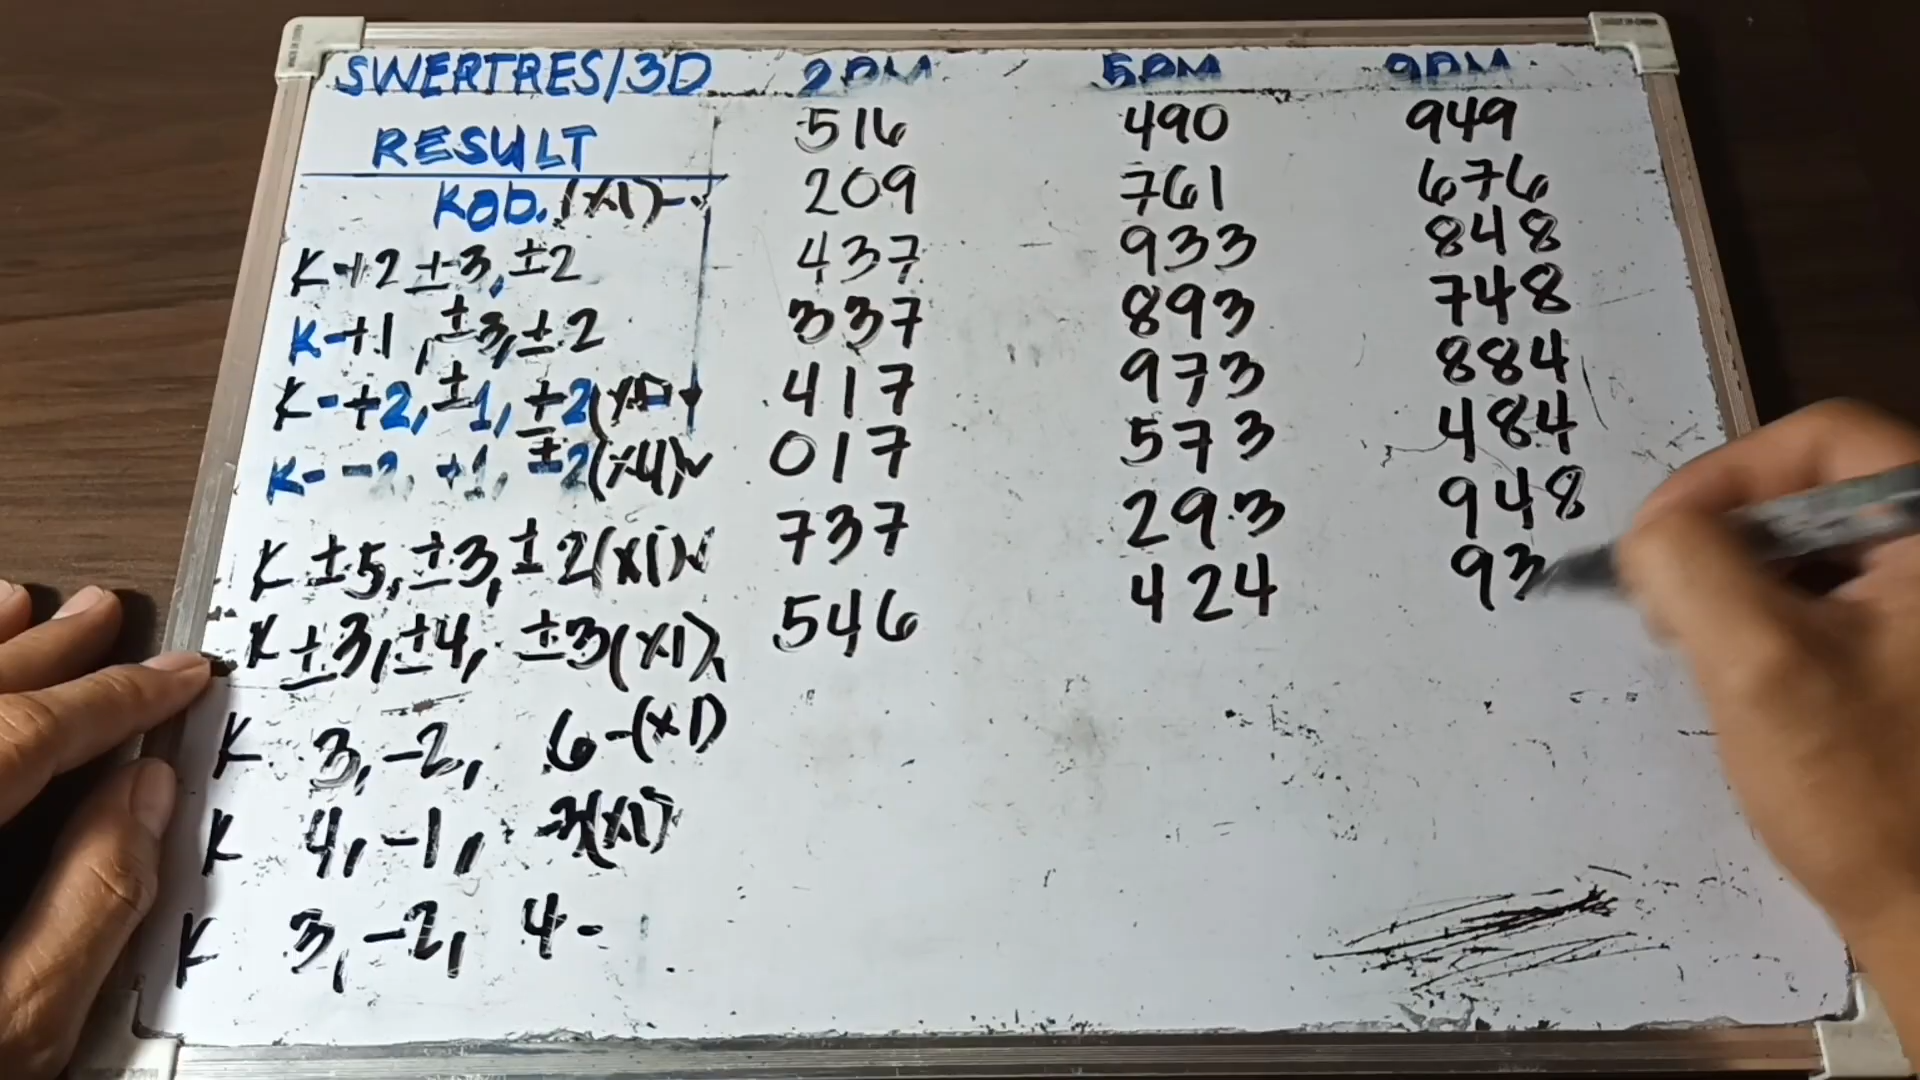 SWERTRES/3D 2PM 5PM 9PM
RESULT 516 490 949
Kab. (x1)- 209 761 676
K +2 ±3, ±2 437 933 848
K-+1, ±3, ±2 337 893 748
K-+2, ±1, ±2 417 973 884
K--2, +1, ±2(x4) 017 573 484
K ±5, ±3, ±2(x1) 737 293 948
K ±3, ±4, ±3(x1) 546 424 93
K 3, -2, 6-(x1)
K 4, -1, (x1)
K 3, -2, 4-